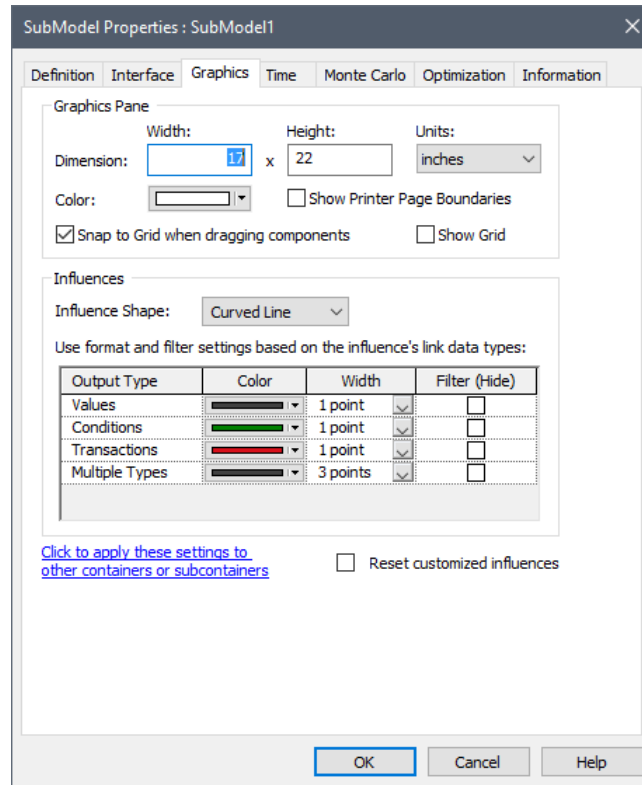 SubModel Properties : SubModel1
Definition Interface Graphics Time Monte Carlo Optimization Information
Graphics Pane
Width: Height: Units:
Dimension: 17 x 22 inches
Color: Show Printer Page Boundaries
Snap to Grid when dragging components Show Grid
Influences
Influence Shape: Curved Line
Use format and filter settings based on the influence's link data types:
Output Type Color Width Filter (Hide)
Values 1 point
Conditions 1 point
Transactions 1 point
Multiple Types 3 points
Click to apply these settings to
other containers or subcontainers
Reset customized influences
OK Cancel Help